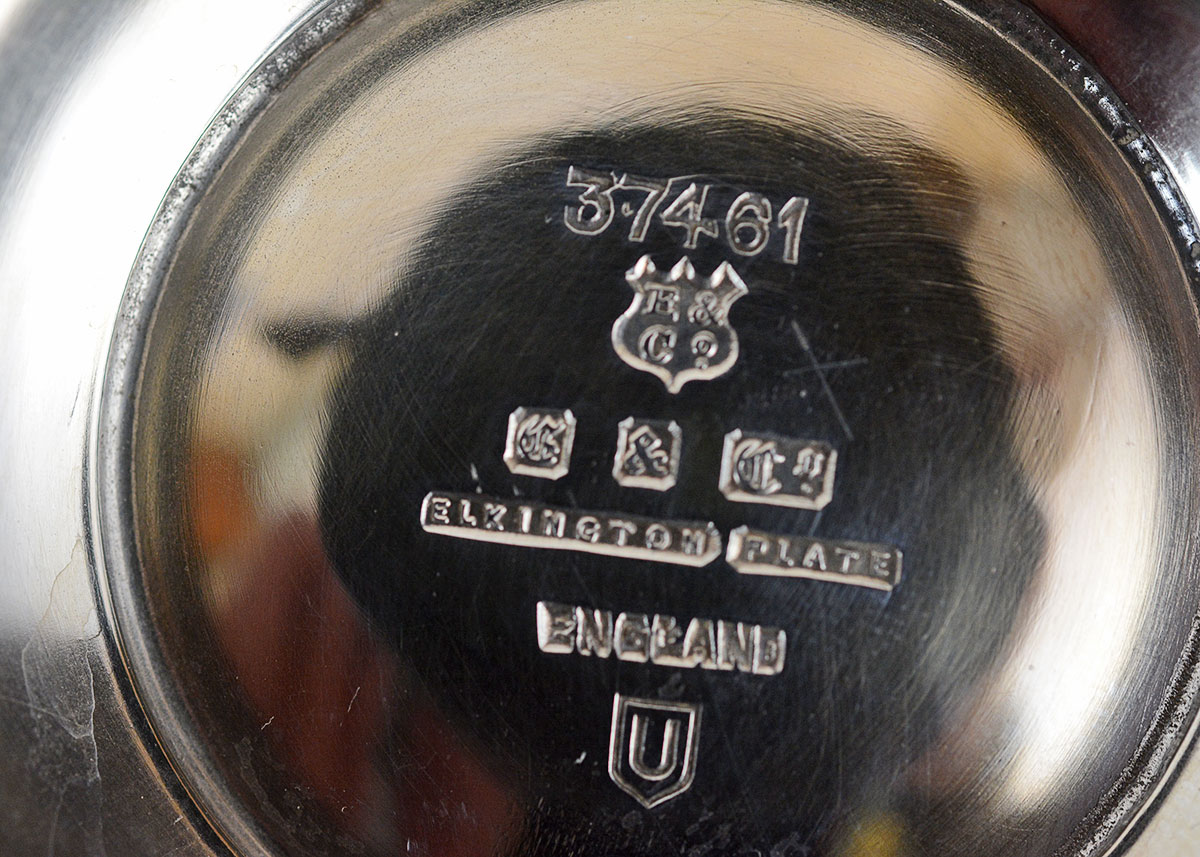 37461
E &
Co
E & Co
ELKINGTON PLATE
ENGLAND
U